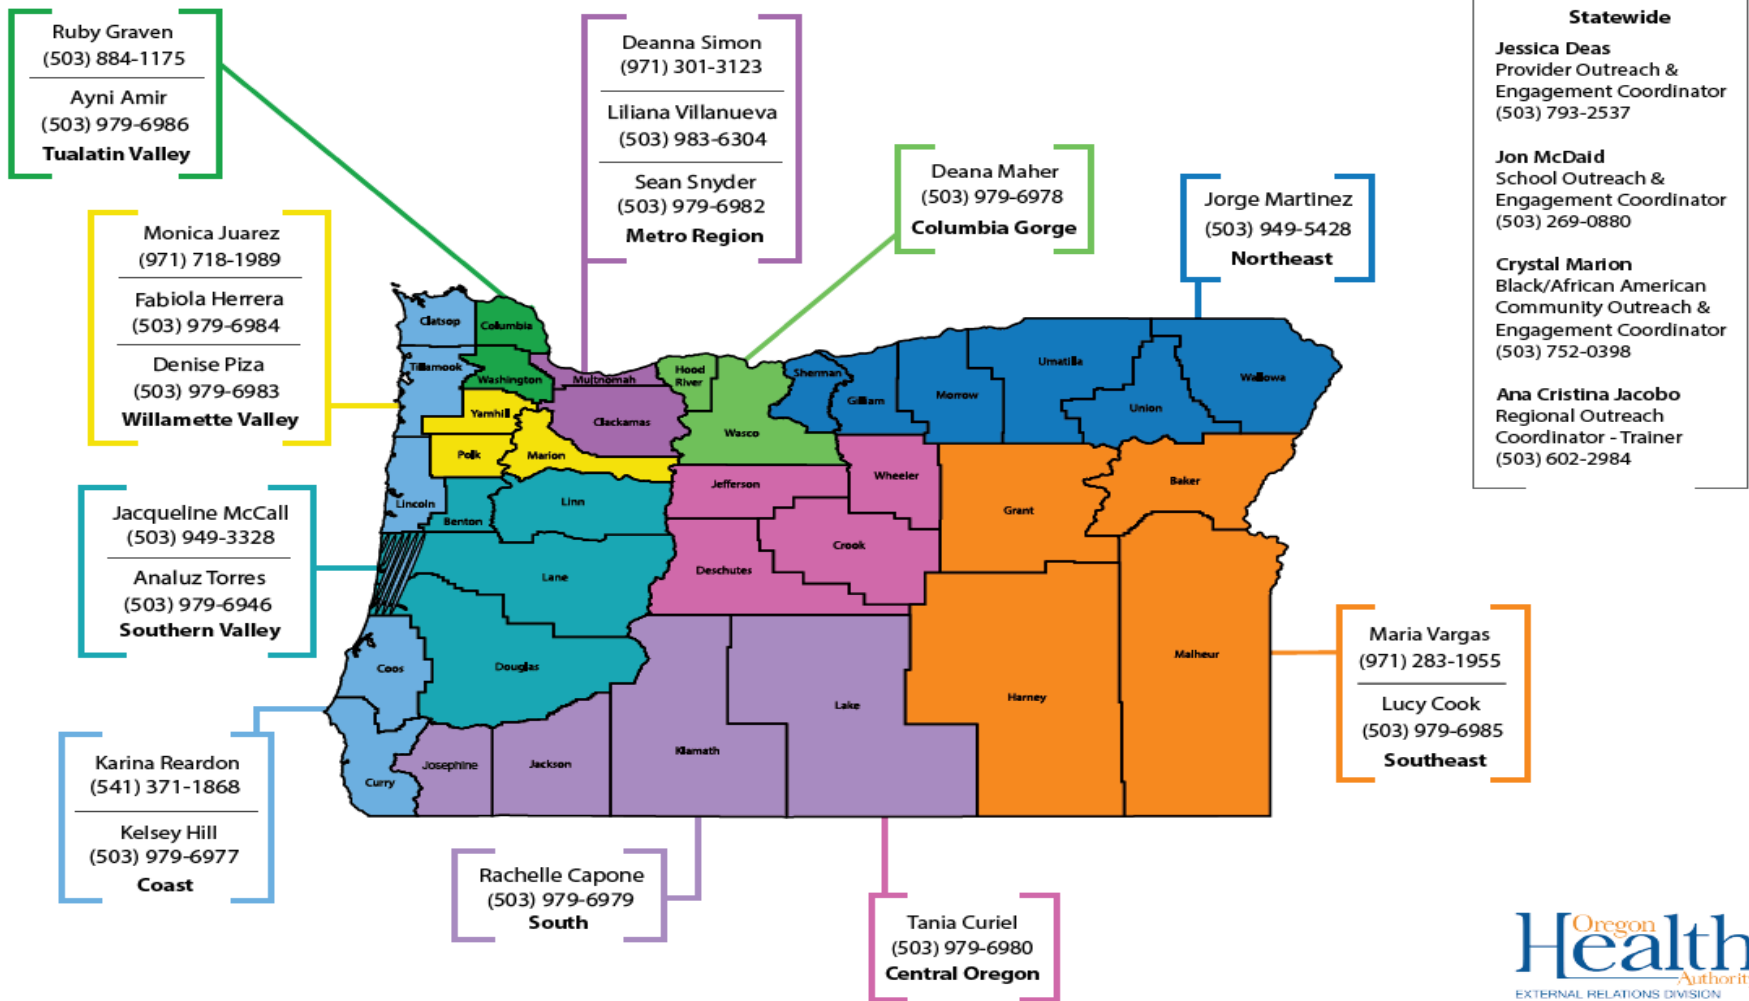 Ruby Graven
(503) 884-1175
Ayni Amir
(503) 979-6986
Tualatin Valley
Deanna Simon
(971) 301-3123
Liliana Villanueva
(503) 983-6304
Sean Snyder
(503) 979-6982
Metro Region
Deana Maher
(503) 979-6978
Columbia Gorge
Jorge Martinez
(503) 949-5428
Northeast
Statewide
Jessica Deas
Provider Outreach &
Engagement Coordinator
(503) 793-2537
Jon McDaid
School Outreach &
Engagement Coordinator
(503) 269-0880
Crystal Marion
Black/African American
Community Outreach &
Engagement Coordinator
(503) 752-0398
Ana Cristina Jacobo
Regional Outreach
Coordinator - Trainer
(503) 602-2984
Monica Juarez
(971) 718-1989
Fabiola Herrera
(503) 979-6984
Denise Piza
(503) 979-6983
Willamette Valley
Jacqueline McCall
(503) 949-3328
Analuz Torres
(503) 979-6946
Southern Valley
Karina Reardon
(541) 371-1868
Kelsey Hill
(503) 979-6977
Coast
Rachelle Capone
(503) 979-6979
South
Tania Curiel
(503) 979-6980
Central Oregon
Maria Vargas
(971) 283-1955
Lucy Cook
(503) 979-6985
Southeast
Clatsop
Columbia
Tillamook
Washington
Multnomah
Hood
River
Sherman
Gilliam
Morrow
Umatilla
Union
Wallowa
Yamhill
Clackamas
Wasco
Polk
Marion
Jefferson
Wheeler
Baker
Lincoln
Benton
Linn
Grant
Crook
Lane
Deschutes
Coos
Douglas
Malheur
Harney
Lake
Klamath
Curry
Josephine
Jackson
Oregon
Health
Authorit
EXTERNAL RELATIONS DIVISION